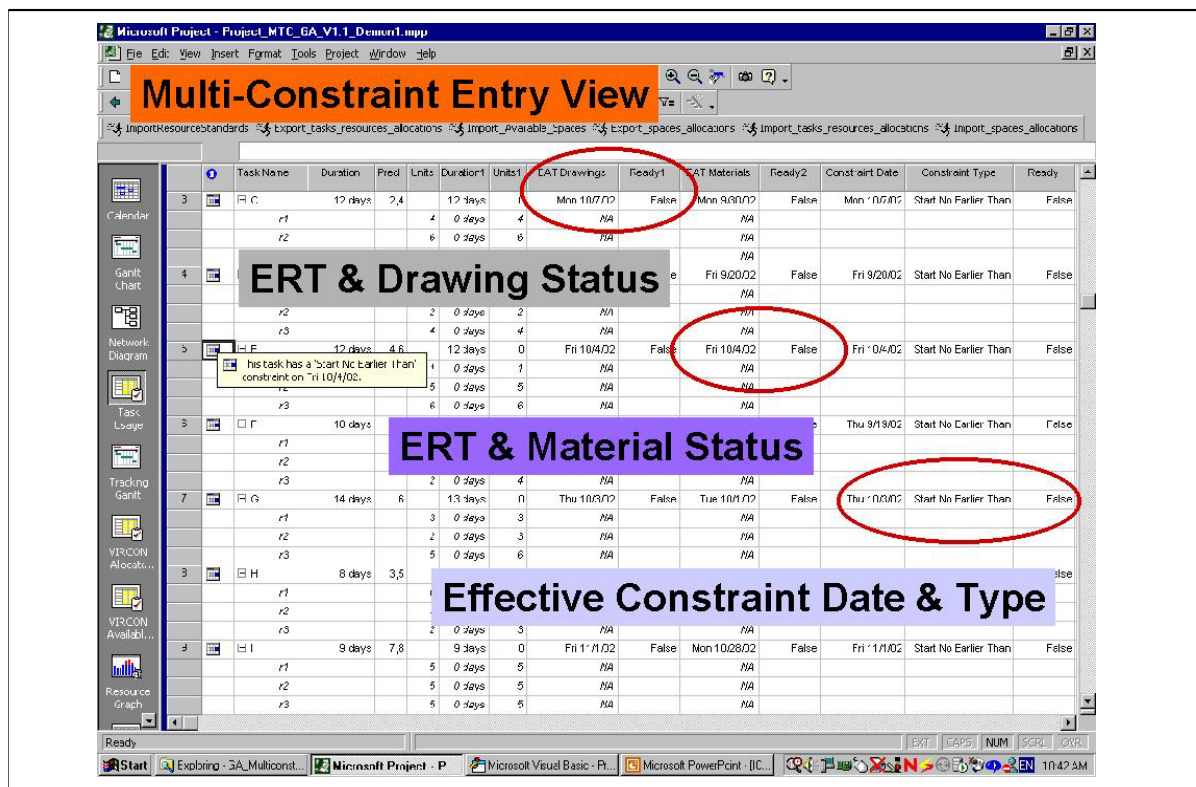 Microsoft Project - Project_MTC_GA_V1.1_Demon1.mpp
File Edit View Insert Format Tools Project Window Help
Multi-Constraint Entry View
ImportResourceStandards Export_tasks_resources_allocations Import_Available_Spaces Export_spaces_allocations Import_tasks_resources_allocations Import_spaces_allocations
Task Name Duration Pred Units Duration1 Units1 EAT Drawings Ready1 EAT Materials Ready2 Constraint Date Constraint Type Ready
3 C 12 days 2,4 12 days Mon 10/7/02 False Mon 9/30/02 False Mon 10/7/02 Start No Earlier Than False
r1 4 0 days 4 NA NA
r2 6 0 days 6 NA NA
NA
4 Fri 9/20/02 False Fri 9/20/02 Start No Earlier Than False
ERT & Drawing Status
NA
r2 2 0 days 2 NA NA
r3 4 0 days 4 NA NA
5 E 12 days 4,6 12 days 0 Fri 10/4/02 False Fri 10/4/02 False Fri 10/4/02 Start No Earlier Than False
This task has a 'Start No Earlier Than'
constraint on Fri 10/4/02.
1 NA NA
5 0 days 5 NA NA
r3 6 0 days 6 NA NA
F 10 days Thu 9/19/02 Start No Earlier Than False
ERT & Material Status
r1
r2
r3 2 0 days 4 NA NA
7 G 14 days 6 13 days 0 Thu 10/3/02 False Tue 10/1/02 False Thu 10/3/02 Start No Earlier Than False
r1 3 0 days 3 NA NA
r2 2 0 days 3 NA NA
r3 5 0 days 6 NA NA
H 8 days 3,5
Effective Constraint Date & Type
r1
r2
r3 2 0 days 3 NA NA
9 I 9 days 7,8 9 days 0 Fri 11/1/02 False Mon 10/28/02 False Fri 11/1/02 Start No Earlier Than False
r1 5 0 days 5 NA NA
r2 5 0 days 5 NA NA
r3 5 0 days 5 NA NA
Calendar
Gantt
Chart
Network
Diagram
Task
Usage
Tracking
Gantt
VIRCON
Allocatio...
VIRCON
Availabl...
Resource
Graph
Ready EXT CAPS NUM SCRL OVR
Start Exploring - GA_Multiconst... Microsoft Project - P Microsoft Visual Basic - Pr... Microsoft PowerPoint - [IC... EN 10:42 AM